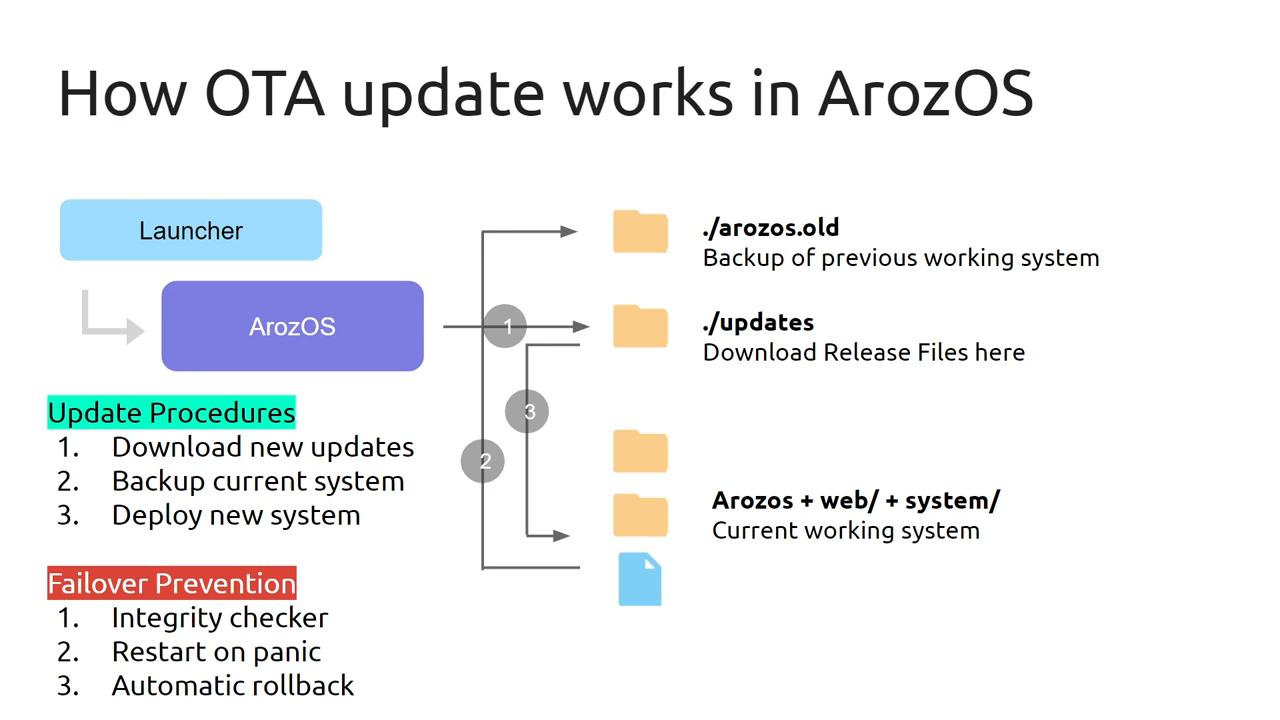 How OTA update works in ArozOS
Launcher
ArozOS
1
2
3
./arozos.old
Backup of previous working system
./updates
Download Release Files here
Arozos + web/ + system/
Current working system
Update Procedures
1. Download new updates
2. Backup current system
3. Deploy new system
Failover Prevention
1. Integrity checker
2. Restart on panic
3. Automatic rollback